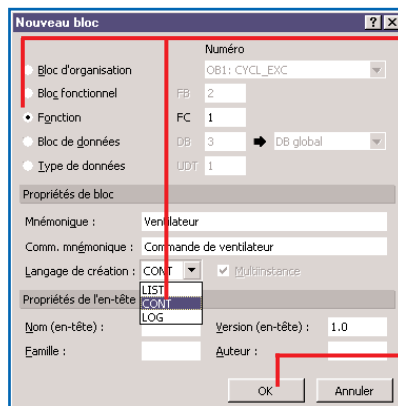 Nouveau bloc
Numéro
Bloc d'organisation OB1: CYCL_EXC
Bloc fonctionnel FB 2
Fonction FC 1
Bloc de données DB 3 DB global
Type de données UDT 1
Propriétés de bloc
Mnémonique : Ventilateur
Comm. mnémonique : Commande de ventilateur
Langage de création : CONT Multiinstance
LIST
Propriétés de l'en-tête CONT
LOG
Nom (en-tête) : Version (en-tête) : 1.0
Famille : Auteur :
OK Annuler